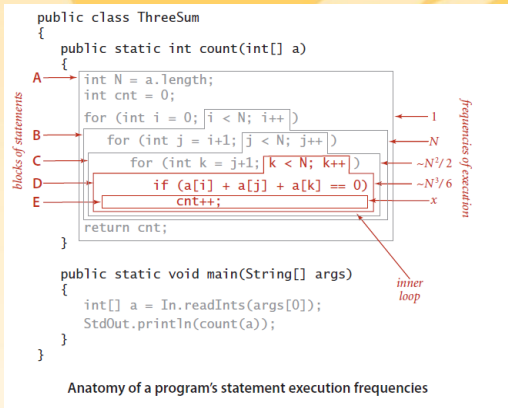 public class ThreeSum
{
public static int count(int[] a)
{
A
int N = a.length;
int cnt = 0;
for (int i = 0; i < N; i++)
1
B
for (int j = i+1; j < N; j++)
N
C
for (int k = j+1; k < N; k++)
~N²/2
D
if (a[i] + a[j] + a[k] == 0)
~N³/6
E
cnt++;
x
return cnt;
}
blocks of statements
frequencies of execution
inner
loop
public static void main(String[] args)
{
int[] a = In.readInts(args[0]);
StdOut.println(count(a));
}
}
Anatomy of a program’s statement execution frequencies